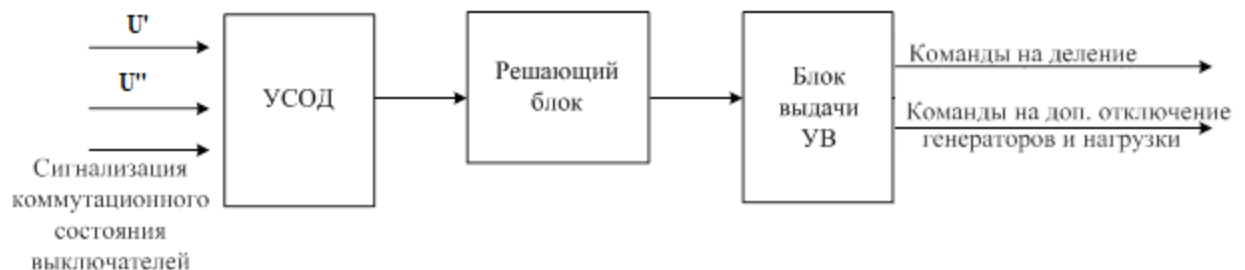 U'
U"
Сигнализация
коммутационного
состояния
выключателей
УСОД
Решающий
блок
Блок
выдачи
УВ
Команды на деление
Команды на доп. отключение
генераторов и нагрузки